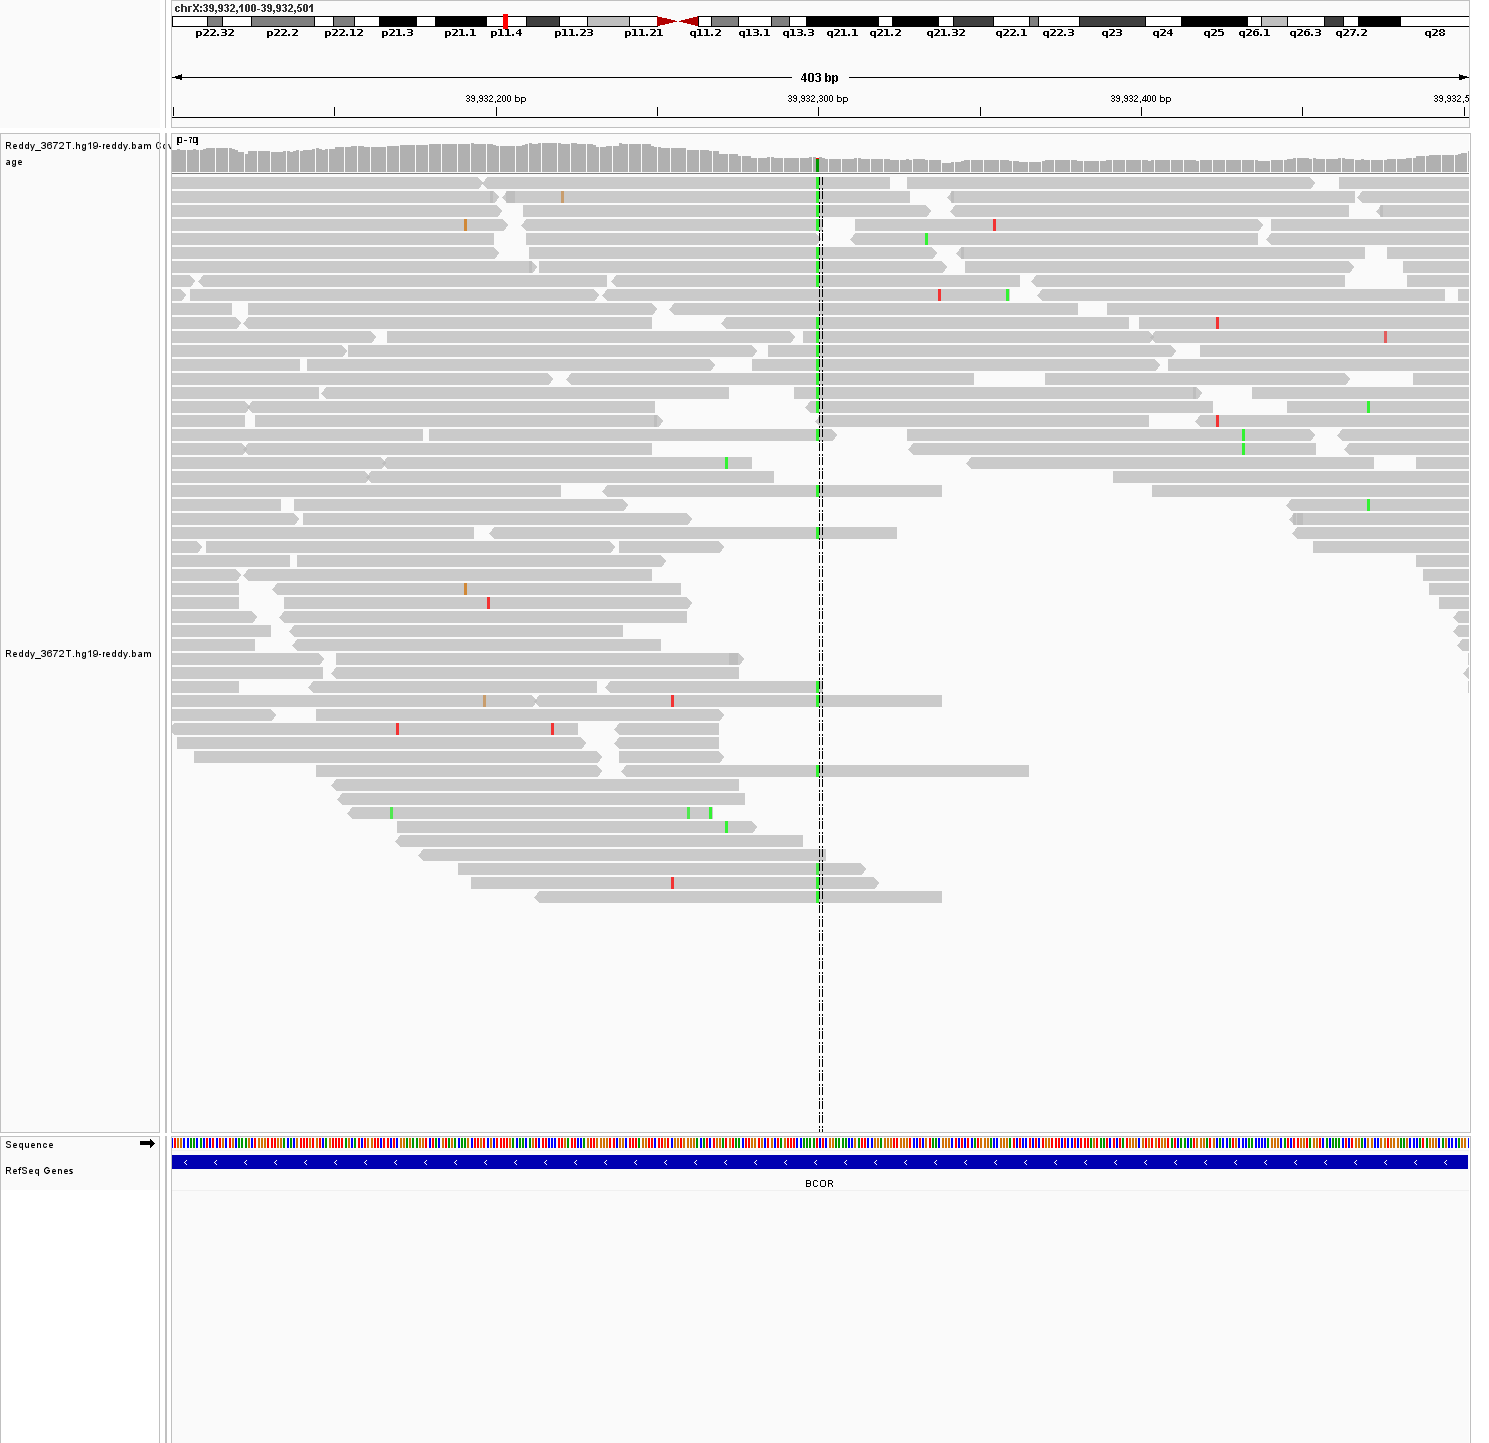 chrX:39,932,100-39,932,501
p22.32 p22.2 p22.12 p21.3 p21.1 p11.4 p11.23 p11.21 q11.2 q13.1 q13.3 q21.1 q21.2 q21.32 q22.1 q22.3 q23 q24 q25 q26.1 q26.3 q27.2 q28
403 bp
39,932,200 bp 39,932,300 bp 39,932,400 bp 39,932,5
Reddy_3672T.hg19-reddy.bam Cov
age
Reddy_3672T.hg19-reddy.bam
Sequence
RefSeq Genes
BCOR